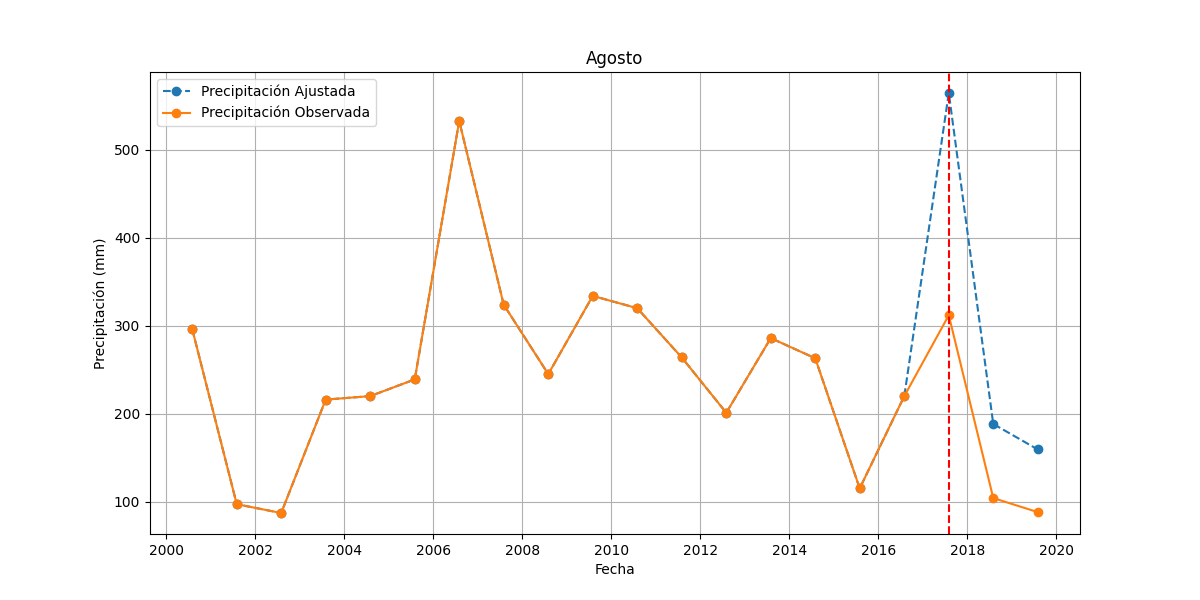 Agosto
Precipitación Ajustada
Precipitación Observada
Precipitación (mm)
500
400
300
200
100
2000 2002 2004 2006 2008 2010 2012 2014 2016 2018 2020
Fecha